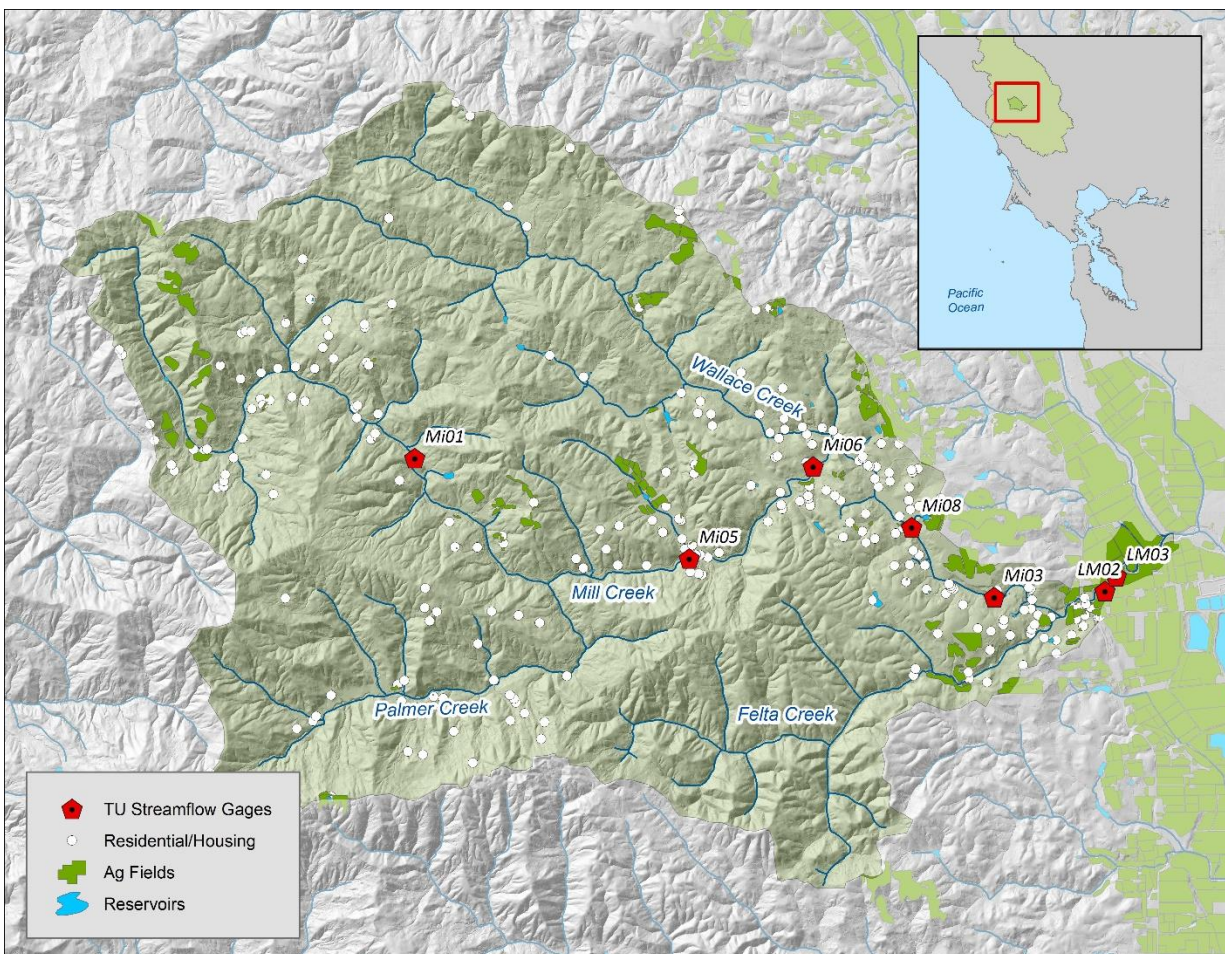 Pacific
Ocean
Wallace Creek
Mi01
Mi06
Mi08
Mi05
LM03
LM02
Mi03
Mill Creek
Palmer Creek
Felta Creek
TU Streamflow Gages
Residential/Housing
Ag Fields
Reservoirs